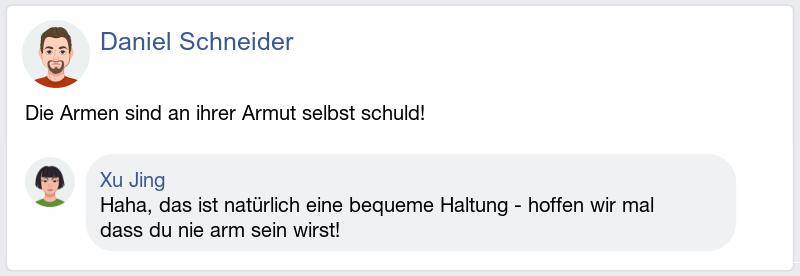 Daniel Schneider
Die Armen sind an ihrer Armut selbst schuld!
Xu Jing
Haha, das ist natürlich eine bequeme Haltung - hoffen wir mal
dass du nie arm sein wirst!